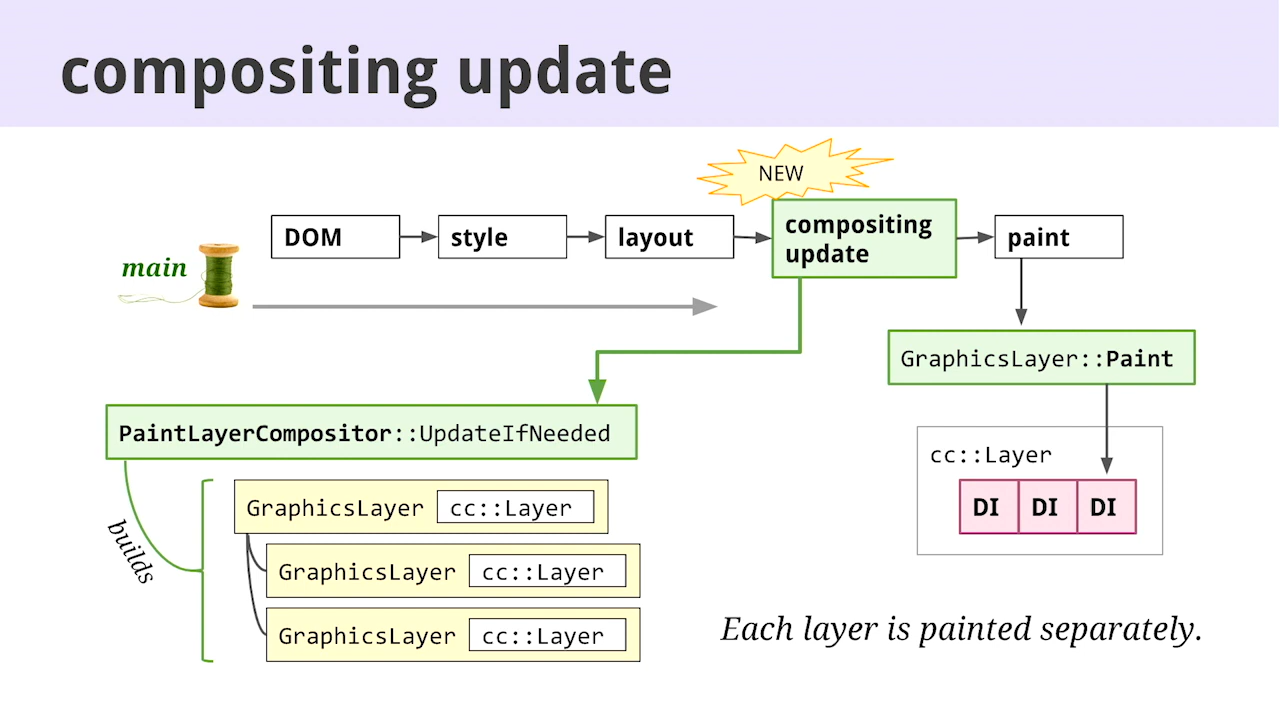 compositing update
NEW
DOM
style
layout
compositing
update
paint
main
GraphicsLayer::Paint
PaintLayerCompositor::UpdateIfNeeded
cc::Layer
GraphicsLayer cc::Layer
DI DI DI
builds
GraphicsLayer cc::Layer
GraphicsLayer cc::Layer
Each layer is painted separately.